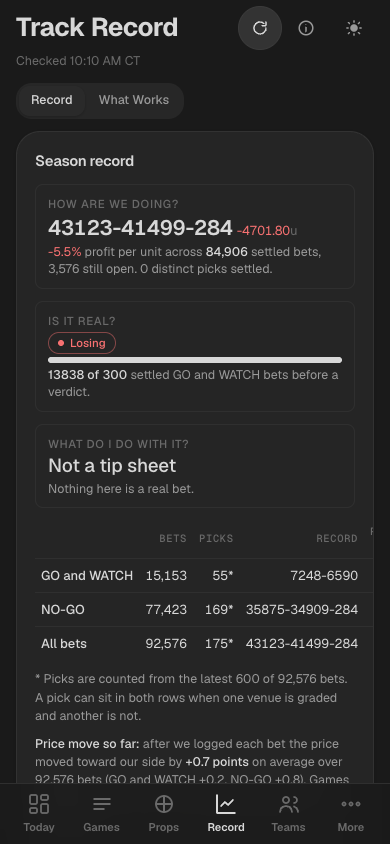 Track Record
Checked 10:10 AM CT
Record What Works
Season record
HOW ARE WE DOING?
43123-41499-284 -4701.80u
-5.5% profit per unit across 84,906 settled bets,
3,576 still open. 0 distinct picks settled.
IS IT REAL?
Losing
13838 of 300 settled GO and WATCH bets before a
verdict.
WHAT DO I DO WITH IT?
Not a tip sheet
Nothing here is a real bet.
BETS PICKS RECORD
GO and WATCH 15,153 55* 7248-6590
NO-GO 77,423 169* 35875-34909-284
All bets 92,576 175* 43123-41499-284
* Picks are counted from the latest 600 of 92,576 bets.
A pick can sit in both rows when one venue is graded
and another is not.
Price move so far: after we logged each bet the price
moved toward our side by +0.7 points on average over
92,576 bets (GO and WATCH +0.2, NO-GO +0.8). Games
Today Games Props Record Teams More